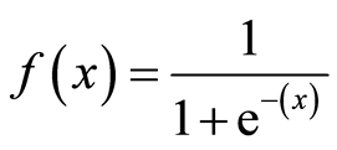 f(x) = 1 / (1 + e^-(x))